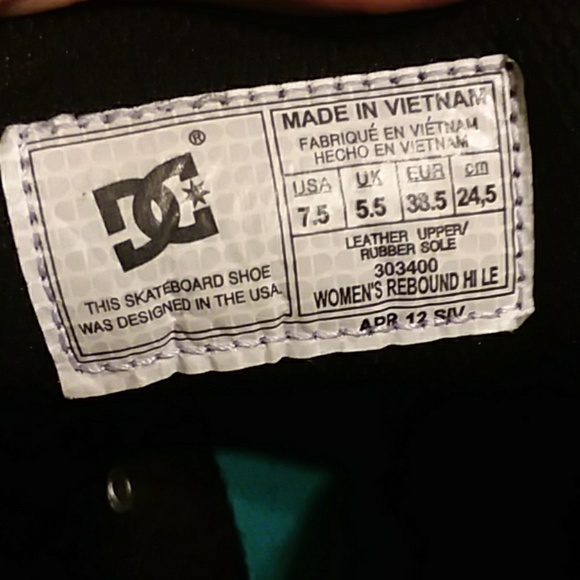 DC ®
THIS SKATEBOARD SHOE
WAS DESIGNED IN THE USA.
MADE IN VIETNAM
FABRIQUÉ EN VIÉTNAM
HECHO EN VIETNAM
USA UK EUR cm
7.5 5.5 38.5 24,5
LEATHER UPPER/
RUBBER SOLE
303400
WOMEN'S REBOUND HI LE
APR 12 S/V